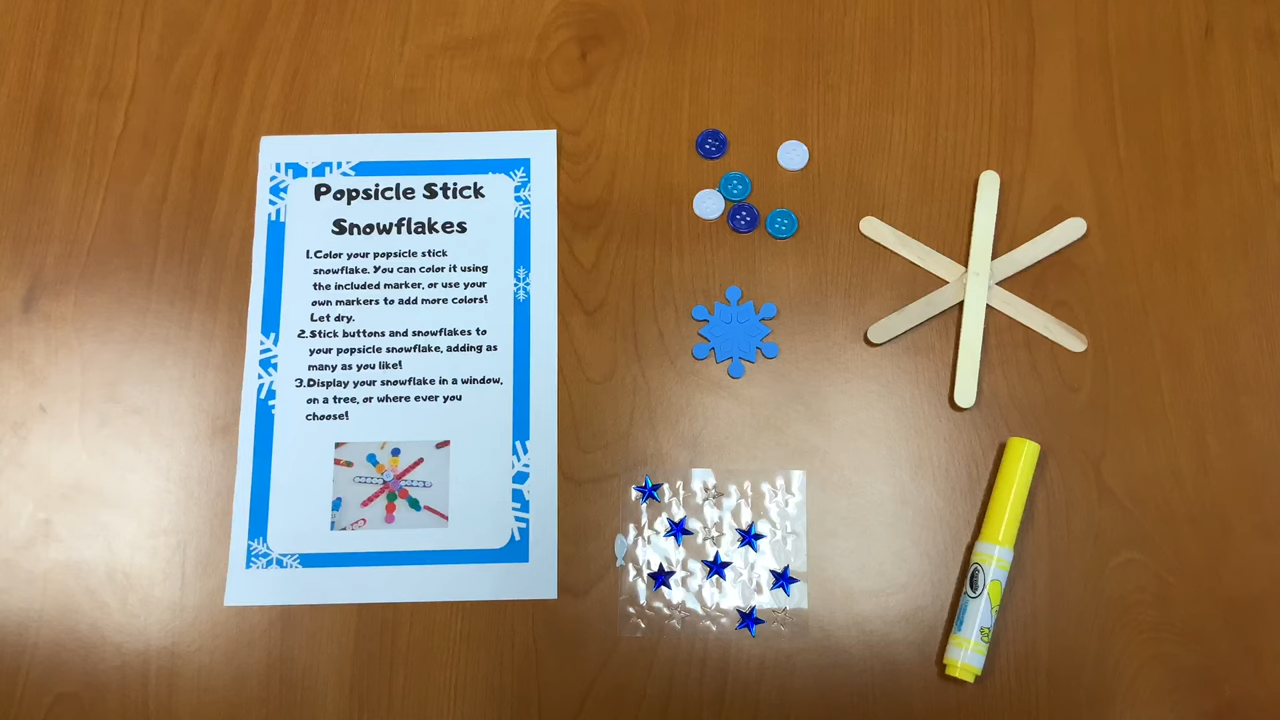 Popsicle Stick
Snowflakes
1.Color your popsicle stick
snowflake. You can color it using
the included marker, or use your
own markers to add more colors!
Let dry.
2.Stick buttons and snowflakes to
your popsicle snowflake, adding as
many as you like!
3.Display your snowflake in a window,
on a tree, or where ever you
choose!
Crayola